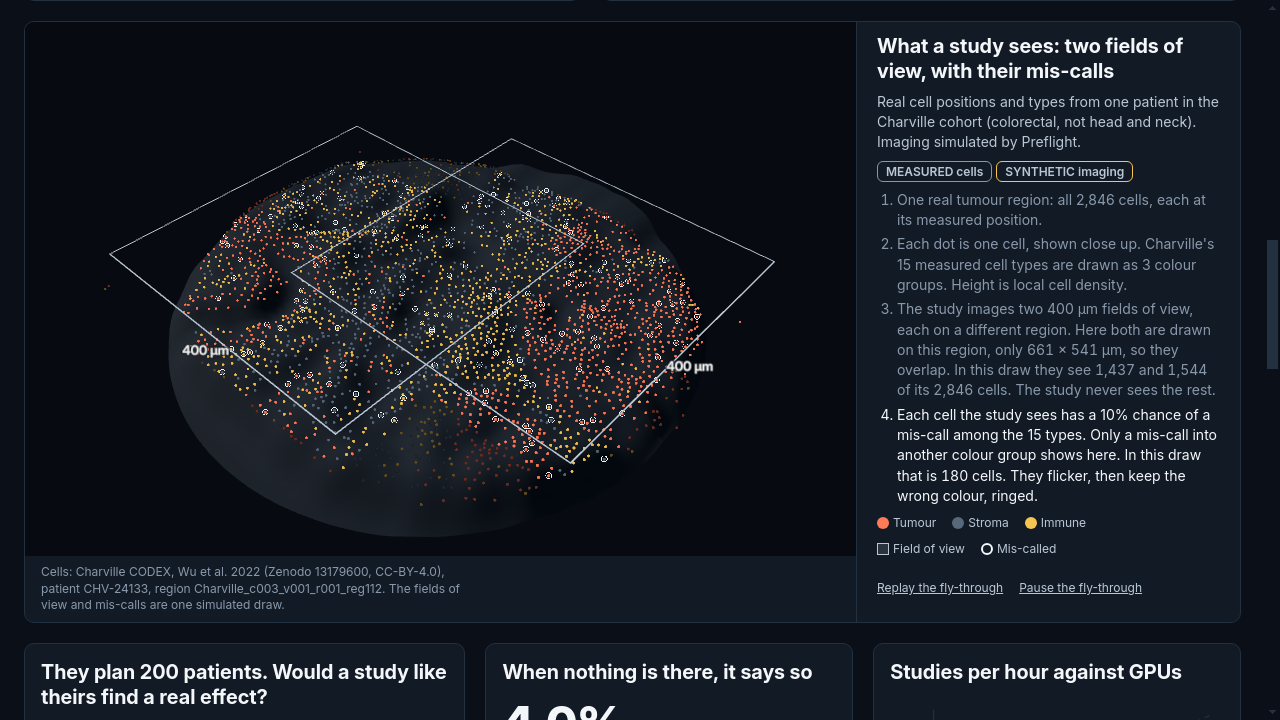 400 µm
400 µm
Cells: Charville CODEX, Wu et al. 2022 (Zenodo 13179600, CC-BY-4.0),
patient CHV-24133, region Charville_c003_v001_r001_reg112. The fields of
view and mis-calls are one simulated draw.
What a study sees: two fields of
view, with their mis-calls
Real cell positions and types from one patient in the
Charville cohort (colorectal, not head and neck).
Imaging simulated by Preflight.
MEASURED cells SYNTHETIC imaging
1. One real tumour region: all 2,846 cells, each at
its measured position.
2. Each dot is one cell, shown close up. Charville's
15 measured cell types are drawn as 3 colour
groups. Height is local cell density.
3. The study images two 400 µm fields of view,
each on a different region. Here both are drawn
on this region, only 661 × 541 µm, so they
overlap. In this draw they see 1,437 and 1,544
of its 2,846 cells. The study never sees the rest.
4. Each cell the study sees has a 10% chance of a
mis-call among the 15 types. Only a mis-call into
another colour group shows here. In this draw
that is 180 cells. They flicker, then keep the
wrong colour, ringed.
Tumour Stroma Immune
Field of view Mis-called
Replay the fly-through Pause the fly-through
They plan 200 patients. Would a study like
theirs find a real effect?
When nothing is there, it says so
4.0%
Studies per hour against GPUs